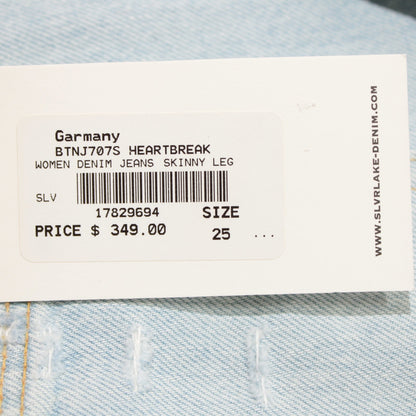 Garmany
BTNJ707S HEARTBREAK
WOMEN DENIM JEANS SKINNY LEG
SLV
17829694 SIZE
PRICE $ 349.00 25 ...
WWW.SLVRLAKE-DENIM.COM